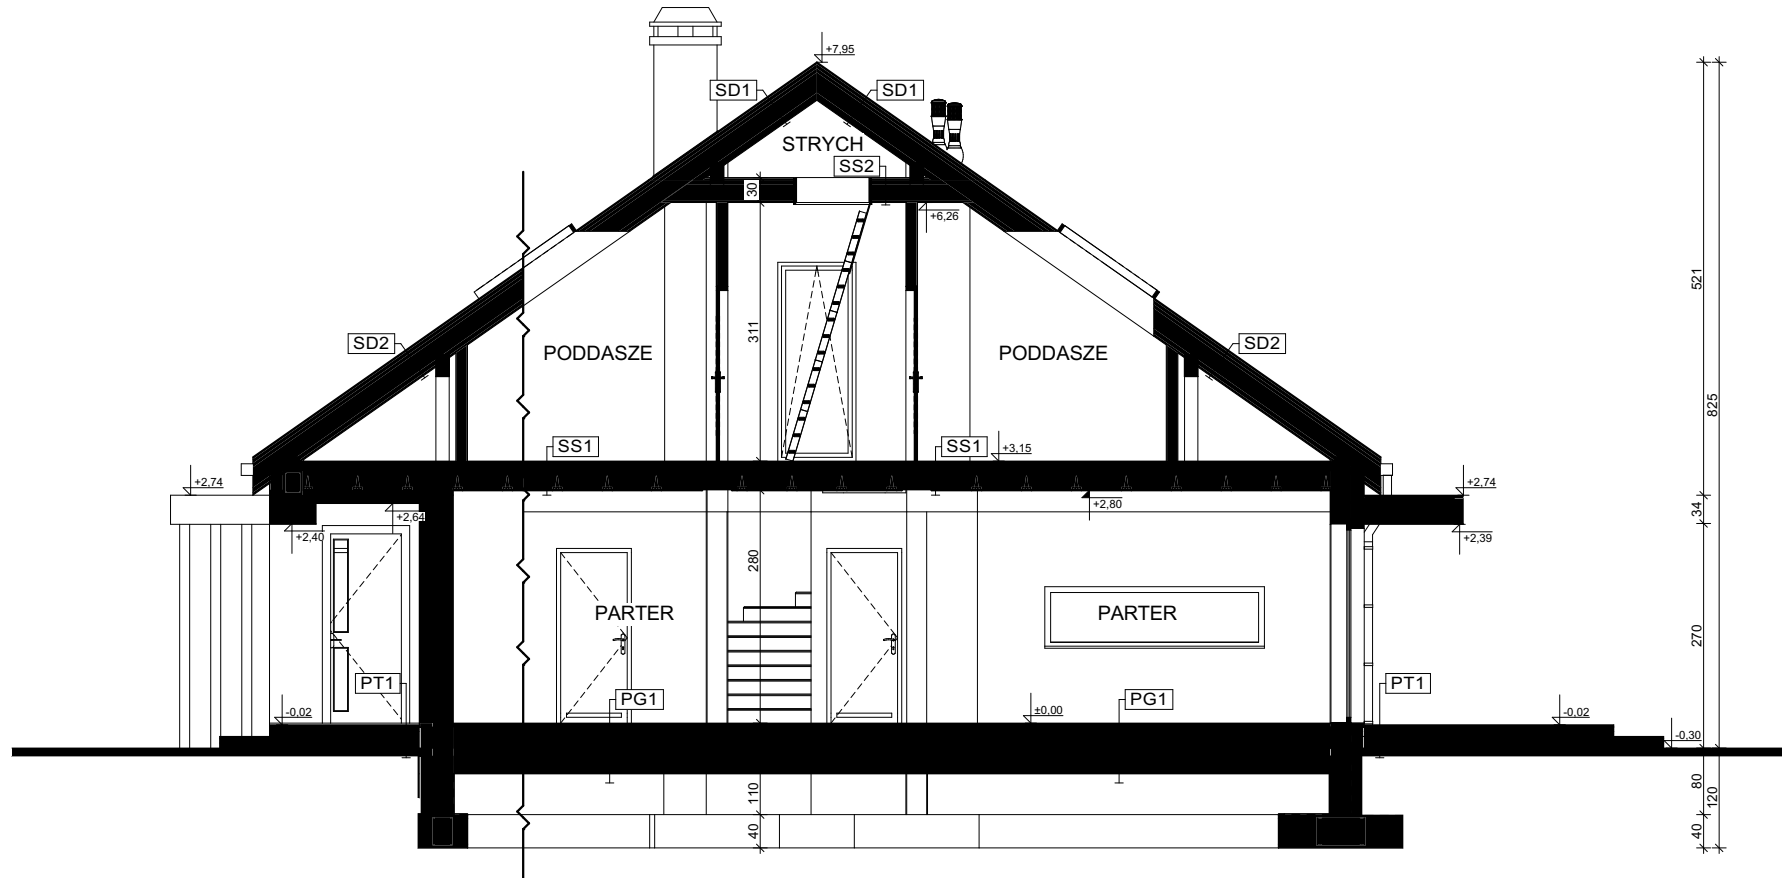 +7,95
SD1
SD1
STRYCH
SS2
30
+6,26
521
311
825
SD2
PODDASZE
PODDASZE
SD2
SS1
SS1
+3,15
+2,74
+2,74
+2,64
+2,80
34
+2,40
+2,39
280
PARTER
PARTER
270
PT1
PG1
PG1
PT1
-0,02
±0,00
-0,02
-0,30
110
80
120
40
40